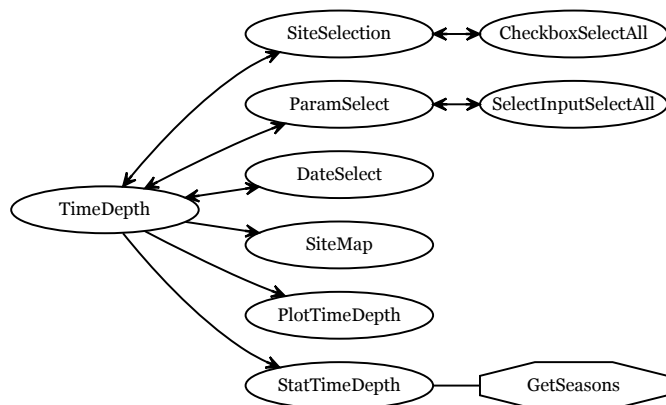 SiteSelection
CheckboxSelectAll
ParamSelect
SelectInputSelectAll
DateSelect
TimeDepth
SiteMap
PlotTimeDepth
StatTimeDepth
GetSeasons